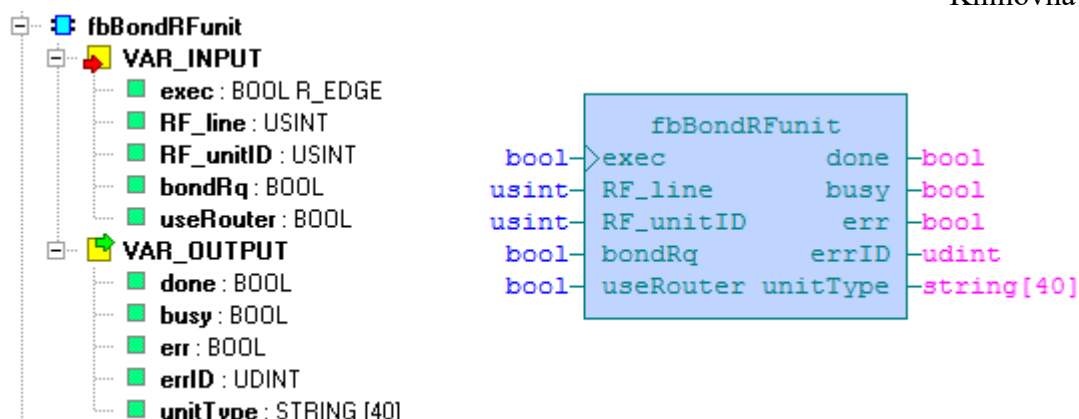 fbBondRFunit
VAR_INPUT
exec : BOOL R_EDGE
RF_line : USINT
RF_unitID : USINT
bondRq : BOOL
useRouter : BOOL
VAR_OUTPUT
done : BOOL
busy : BOOL
err : BOOL
errID : UDINT
unitType : STRING [40]
fbBondRFunit
bool exec done bool
usint RF_line busy bool
usint RF_unitID err bool
bool bondRq errID udint
bool useRouter unitType string[40]